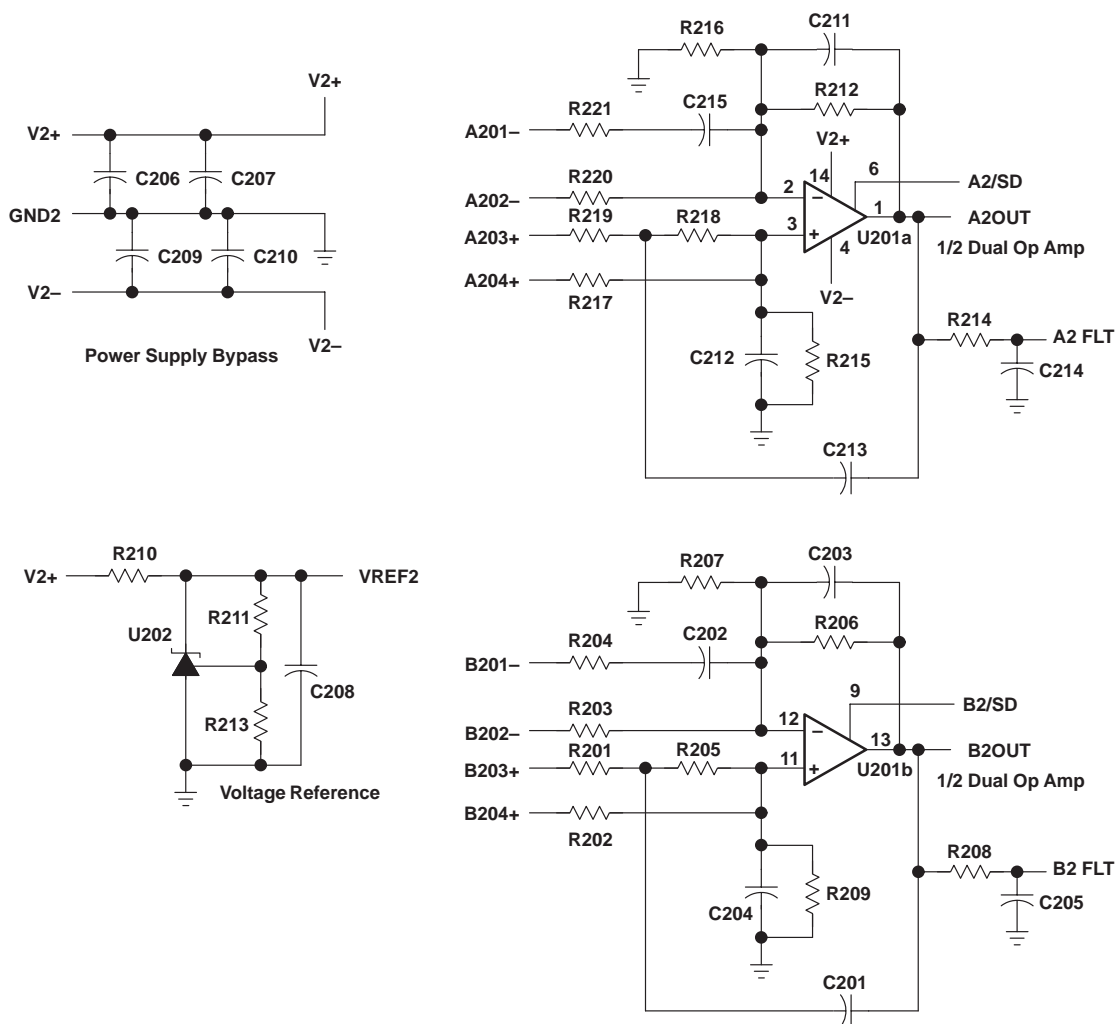 V2+
V2+
C206
C207
GND2
C209
C210
V2–
V2–
Power Supply Bypass
R216
C211
R221
C215
R212
A201–
V2+
6
A2/SD
R220
14
A202–
2
–
1
A2OUT
R219
R218
3
+
U201a
A203+
4
1/2 Dual Op Amp
A204+
R217
V2–
R214
A2 FLT
C212
R215
C214
C213
R210
V2+
VREF2
R211
U202
C208
R213
Voltage Reference
R207
C203
R204
C202
R206
B201–
9
B2/SD
R203
12
–
B202–
13
B2OUT
R201
R205
11
+
U201b
B203+
1/2 Dual Op Amp
B204+
R202
R208
B2 FLT
C204
R209
C205
C201